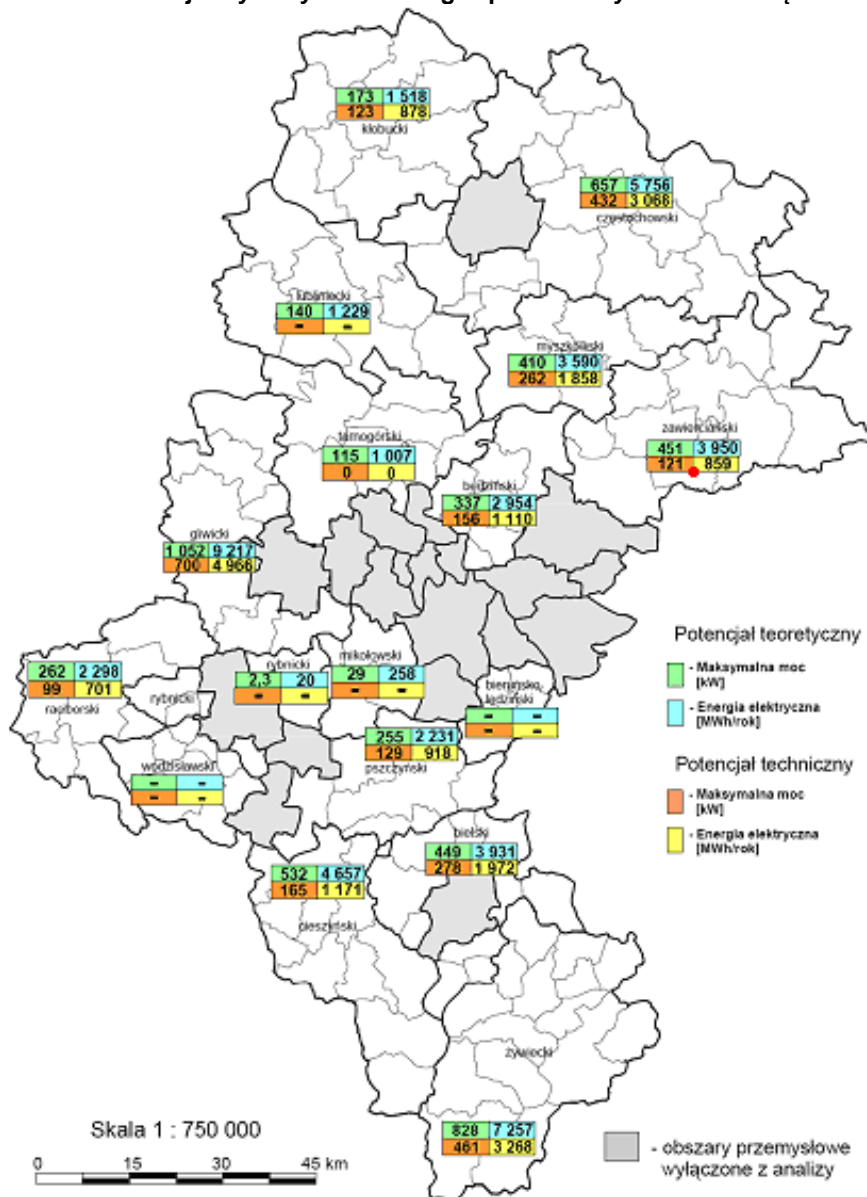 173 1 518
123 878
kłobucki
657 5 756
432 3 068
częstochowski
lubliniecki
140 1 229
- -
myszkowski
410 3 590
262 1 858
zawierciański
451 3 950
121 859
tarnogórski
115 1 007
0 0
będziński
337 2 954
156 1 110
gliwicki
1 052 9 217
700 4 966
Potencjał teoretyczny
- Maksymalna moc
[kW]
- Energia elektryczna
[MWh/rok]
Potencjał techniczny
- Maksymalna moc
[kW]
- Energia elektryczna
[MWh/rok]
262 2 298
99 701
raciborski
rybnicki
rybnicki
2,3 20
- -
mikołowski
29 258
- -
- -
- -
255 2 231
129 918
pszczyński
wodzisławski
- -
- -
bielski
449 3 931
278 1 972
532 4 657
165 1 171
cieszyński
żywiecki
828 7 257
461 3 268
Skala 1 : 750 000
0 15 30 45 km
- obszary przemysłowe
wyłączone z analizy